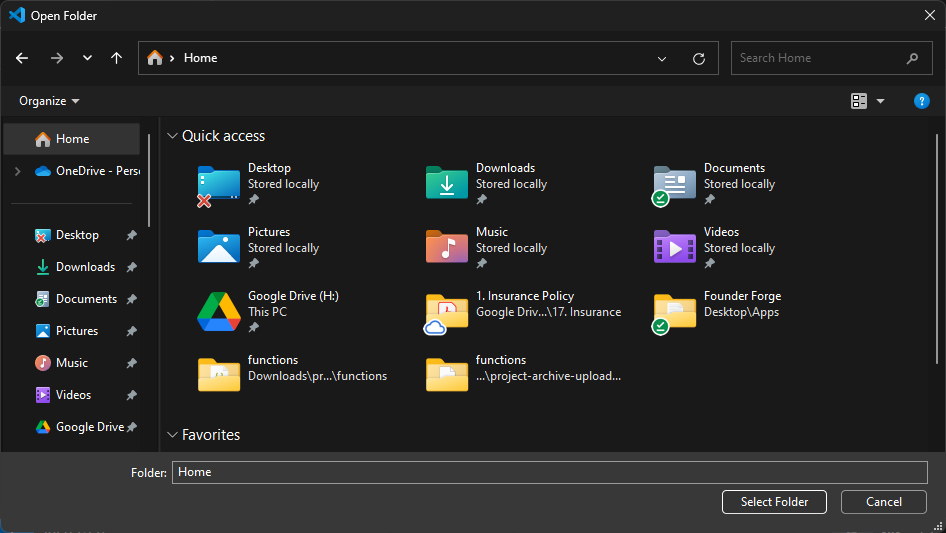 Open Folder
Home
Search Home
Organize
Home
OneDrive - Pers
Desktop
Downloads
Documents
Pictures
Music
Videos
Google Drive
Quick access
Desktop
Stored locally
Downloads
Stored locally
Documents
Stored locally
Pictures
Stored locally
Music
Stored locally
Videos
Stored locally
Google Drive (H:)
This PC
1. Insurance Policy
Google Driv...\17. Insurance
Founder Forge
Desktop\Apps
functions
Downloads\pr...\functions
functions
...\project-archive-upload...
Favorites
Folder:
Home
Select Folder
Cancel